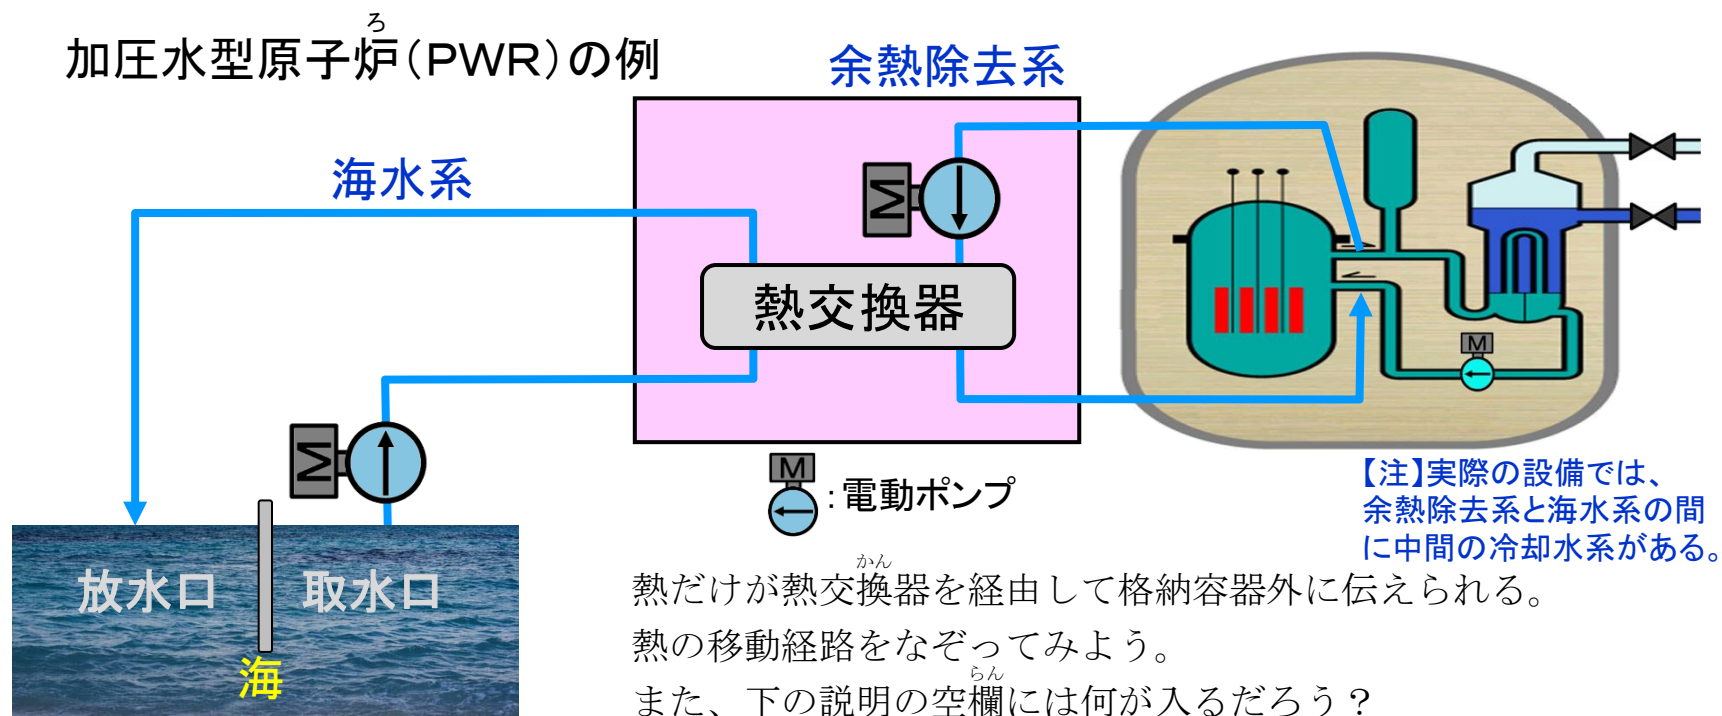 ろ
加圧水型原子炉(PWR)の例
余熱除去系
海水系
M
熱交換器
M
M
M
:電動ポンプ
放水口
取水口
海
【注】実際の設備では、
余熱除去系と海水系の間
に中間の冷却水系がある。
かん
熱だけが熱交換器を経由して格納容器外に伝えられる。
熱の移動経路をなぞってみよう。
らん
また、下の説明の空欄には何が入るだろう?